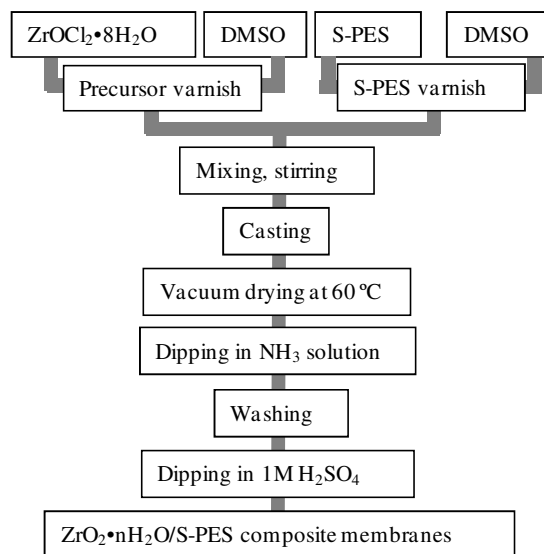 ZrOCl₂•8H₂O
DMSO
S-PES
DMSO
Precursor varnish
S-PES varnish
Mixing, stirring
Casting
Vacuum drying at 60 ºC
Dipping in NH₃ solution
Washing
Dipping in 1M H₂SO₄
ZrO₂•nH₂O/S-PES composite membranes